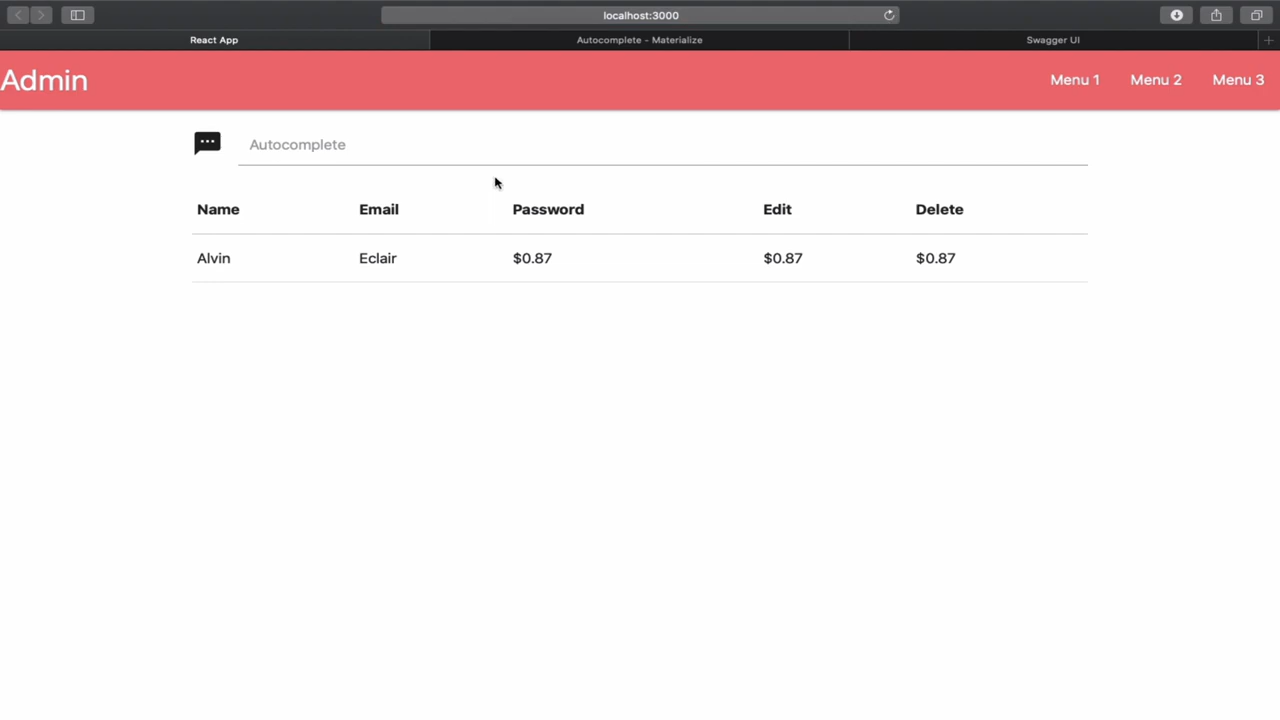 localhost:3000
React App Autocomplete - Materialize Swagger UI
Admin Menu 1 Menu 2 Menu 3
Autocomplete
Name Email Password Edit Delete
Alvin Eclair $0.87 $0.87 $0.87